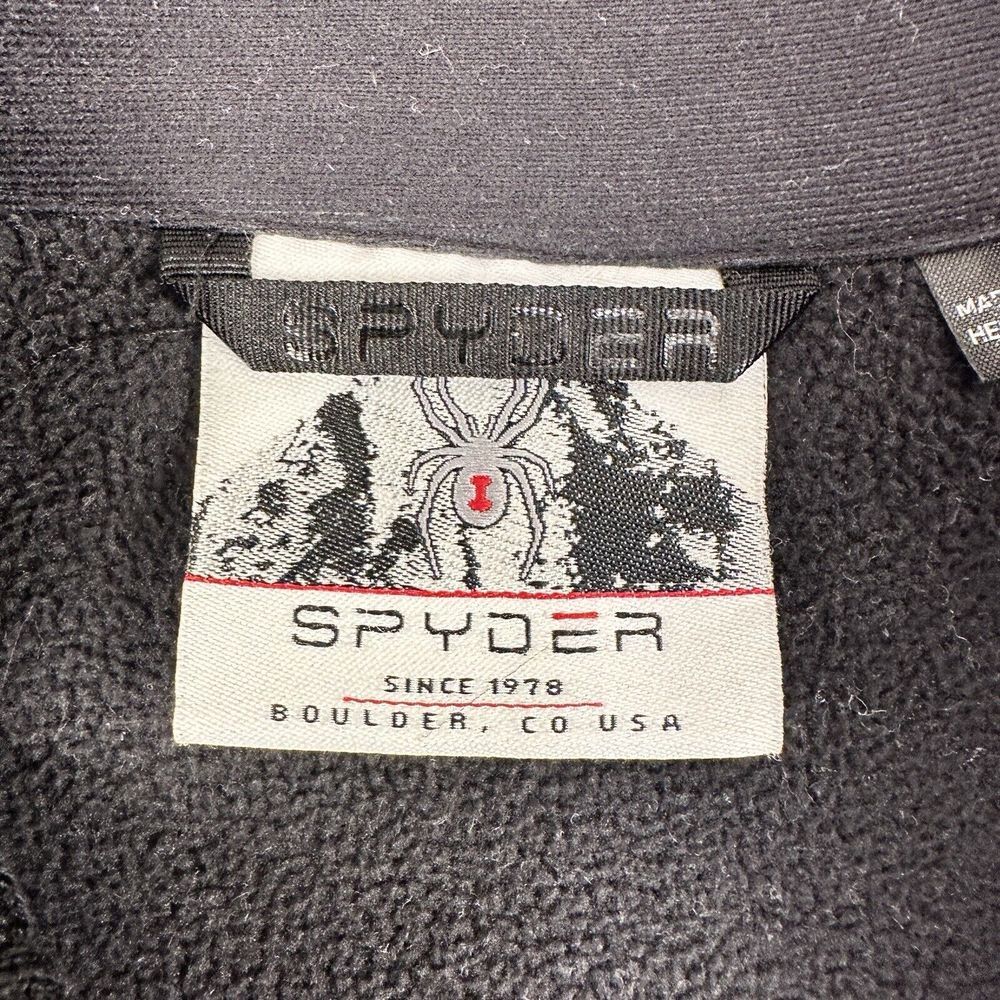 SPYDER
SPYDER
SINCE 1978
BOULDER, CO USA